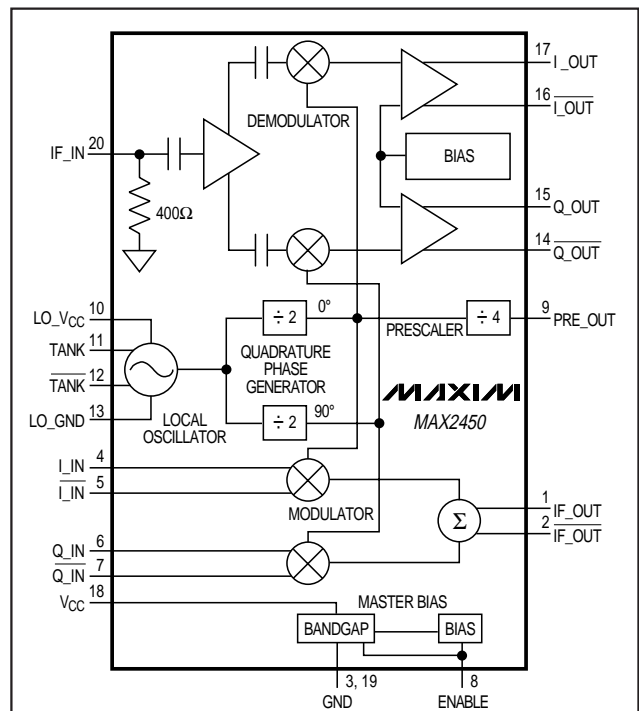 17 I_OUT
16 I_OUT
DEMODULATOR
IF_IN 20
BIAS
400Ω
15 Q_OUT
14 Q_OUT
LO_VCC 10
÷ 2 0°
PRESCALER ÷ 4
9 PRE_OUT
TANK 11
QUADRATURE
PHASE
GENERATOR
TANK 12
MAXIM
MAX2450
LO_GND 13
LOCAL
OSCILLATOR
÷ 2 90°
I_IN 4
I_IN 5
MODULATOR
Σ
1 IF_OUT
2 IF_OUT
Q_IN 6
Q_IN 7
VCC 18
MASTER BIAS
BANDGAP
BIAS
3, 19
GND
8
ENABLE